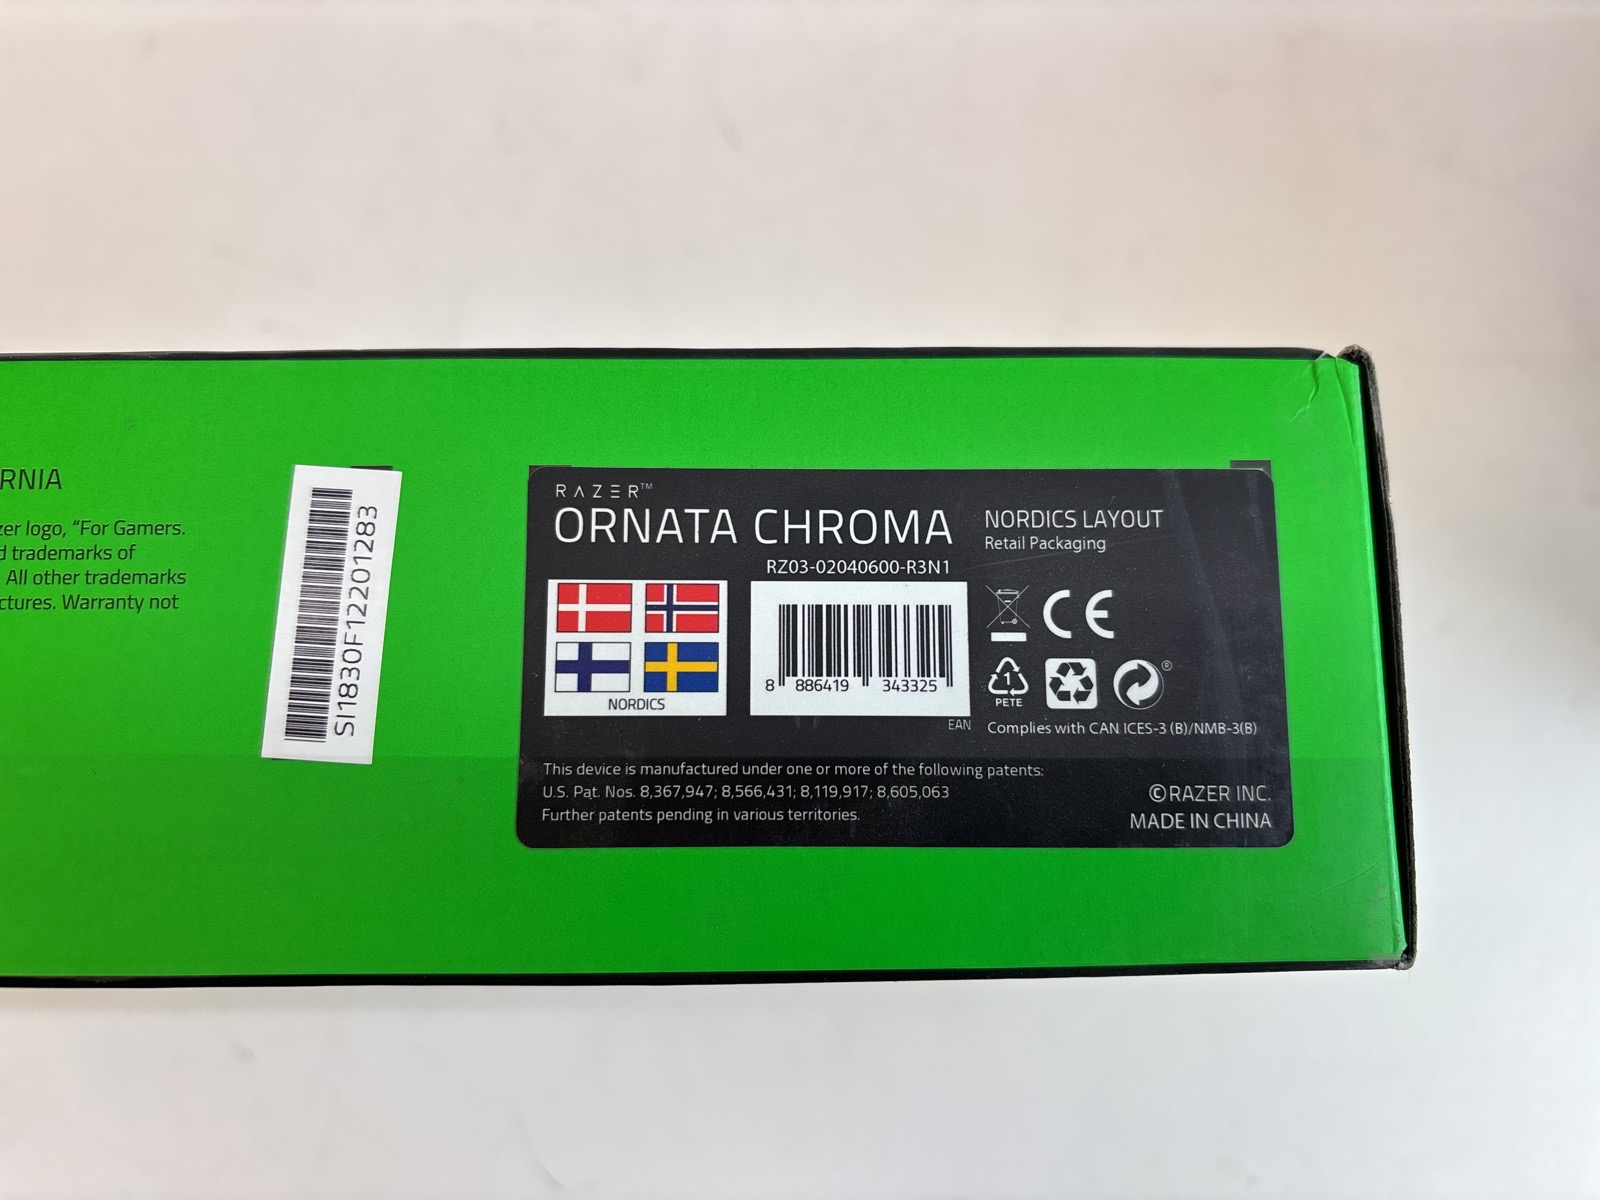 RNIA
zer logo, “For Gamers.
d trademarks of
All other trademarks
ctures. Warranty not
SI1830F12201283
RAZER™
ORNATA CHROMA
RZ03-02040600-R3N1
NORDICS LAYOUT
Retail Packaging
NORDICS
8 886419 343325
EAN
CE
1
PETE
®
Complies with CAN ICES-3 (B)/NMB-3(B)
This device is manufactured under one or more of the following patents:
U.S. Pat. Nos. 8,367,947; 8,566,431; 8,119,917; 8,605,063
Further patents pending in various territories.
©RAZER INC.
MADE IN CHINA